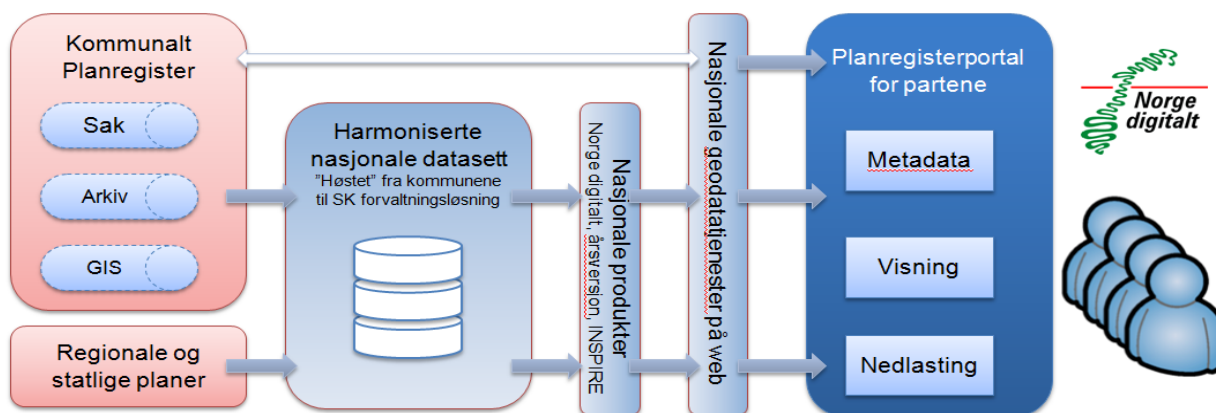 Kommunalt
Planregister
Sak
Arkiv
GIS
Regionale og
statlige planer
Harmoniserte
nasjonale datasett
"Høstet" fra kommunene
til SK forvaltningsløsning
Nasjonale produkter
Norge digitalt, årsversion, INSPIRE
Nasjonale geodatatjenester på web
Planregisterportal
for partene
Metadata
Visning
Nedlasting
Norge
digitalt